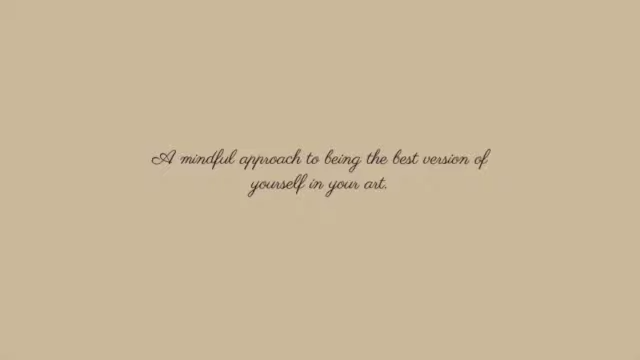 A mindful approach to being the best version of
yourself in your art.